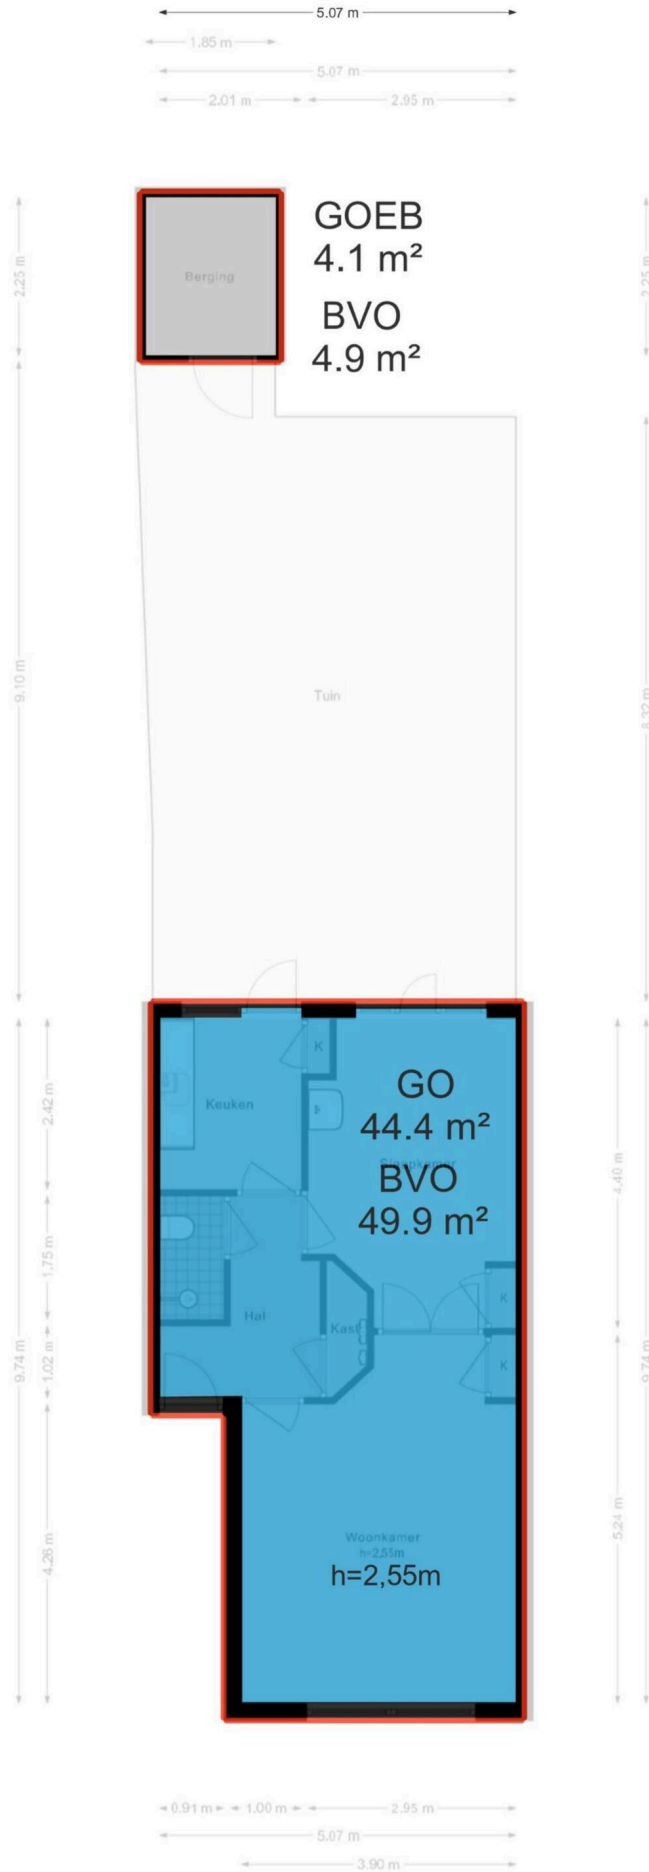 5.07 m
1.85 m
5.07 m
2.01 m 2.95 m
GOEB
4.1 m²
BVO
4.9 m²
Berging
2.25 m
2.25 m
9.10 m
8.32 m
Tuin
K
Keuken
GO
44.4 m²
Slaapkamer
BVO
49.9 m²
2.42 m
4.40 m
1.75 m
K
Hal
Kast
K
9.74 m
1.02 m
9.74 m
Woonkamer
h=2,55m
h=2,55m
5.24 m
4.26 m
0.91 m 1.00 m 2.95 m
5.07 m
3.90 m